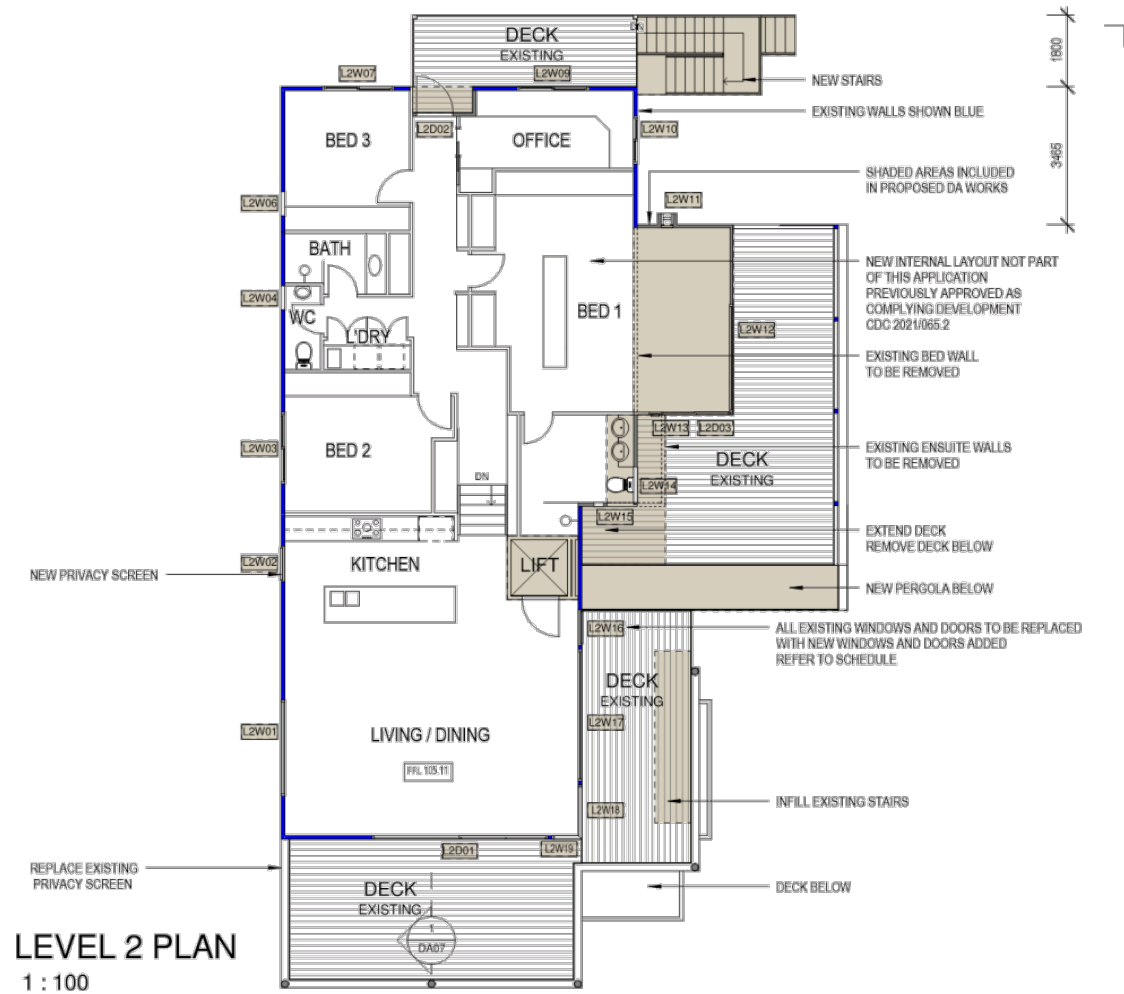 DECK
EXISTING
DN
1800
L2W07
L2W09
NEW STAIRS
EXISTING WALLS SHOWN BLUE
L2D02
L2W10
BED 3
OFFICE
3465
SHADED AREAS INCLUDED
IN PROPOSED DA WORKS
L2W06
L2W11
BATH
NEW INTERNAL LAYOUT NOT PART
OF THIS APPLICATION
PREVIOUSLY APPROVED AS
COMPLYING DEVELOPMENT
CDC 2021/065.2
L2W04
WC
BED 1
L2W12
L'DRY
EXISTING BED WALL
TO BE REMOVED
L2W13
L2D03
L2W03
BED 2
EXISTING ENSUITE WALLS
TO BE REMOVED
DECK
EXISTING
DN
L2W14
L2W15
EXTEND DECK
REMOVE DECK BELOW
L2W02
KITCHEN
LIFT
NEW PRIVACY SCREEN
NEW PERGOLA BELOW
L2W16
ALL EXISTING WINDOWS AND DOORS TO BE REPLACED
WITH NEW WINDOWS AND DOORS ADDED
REFER TO SCHEDULE
DECK
EXISTING
L2W17
L2W01
LIVING / DINING
FFL 105.11
L2W18
INFILL EXISTING STAIRS
L2D01
L2W19
REPLACE EXISTING
PRIVACY SCREEN
DECK
EXISTING
DECK BELOW
1
DA07
LEVEL 2 PLAN
1 : 100